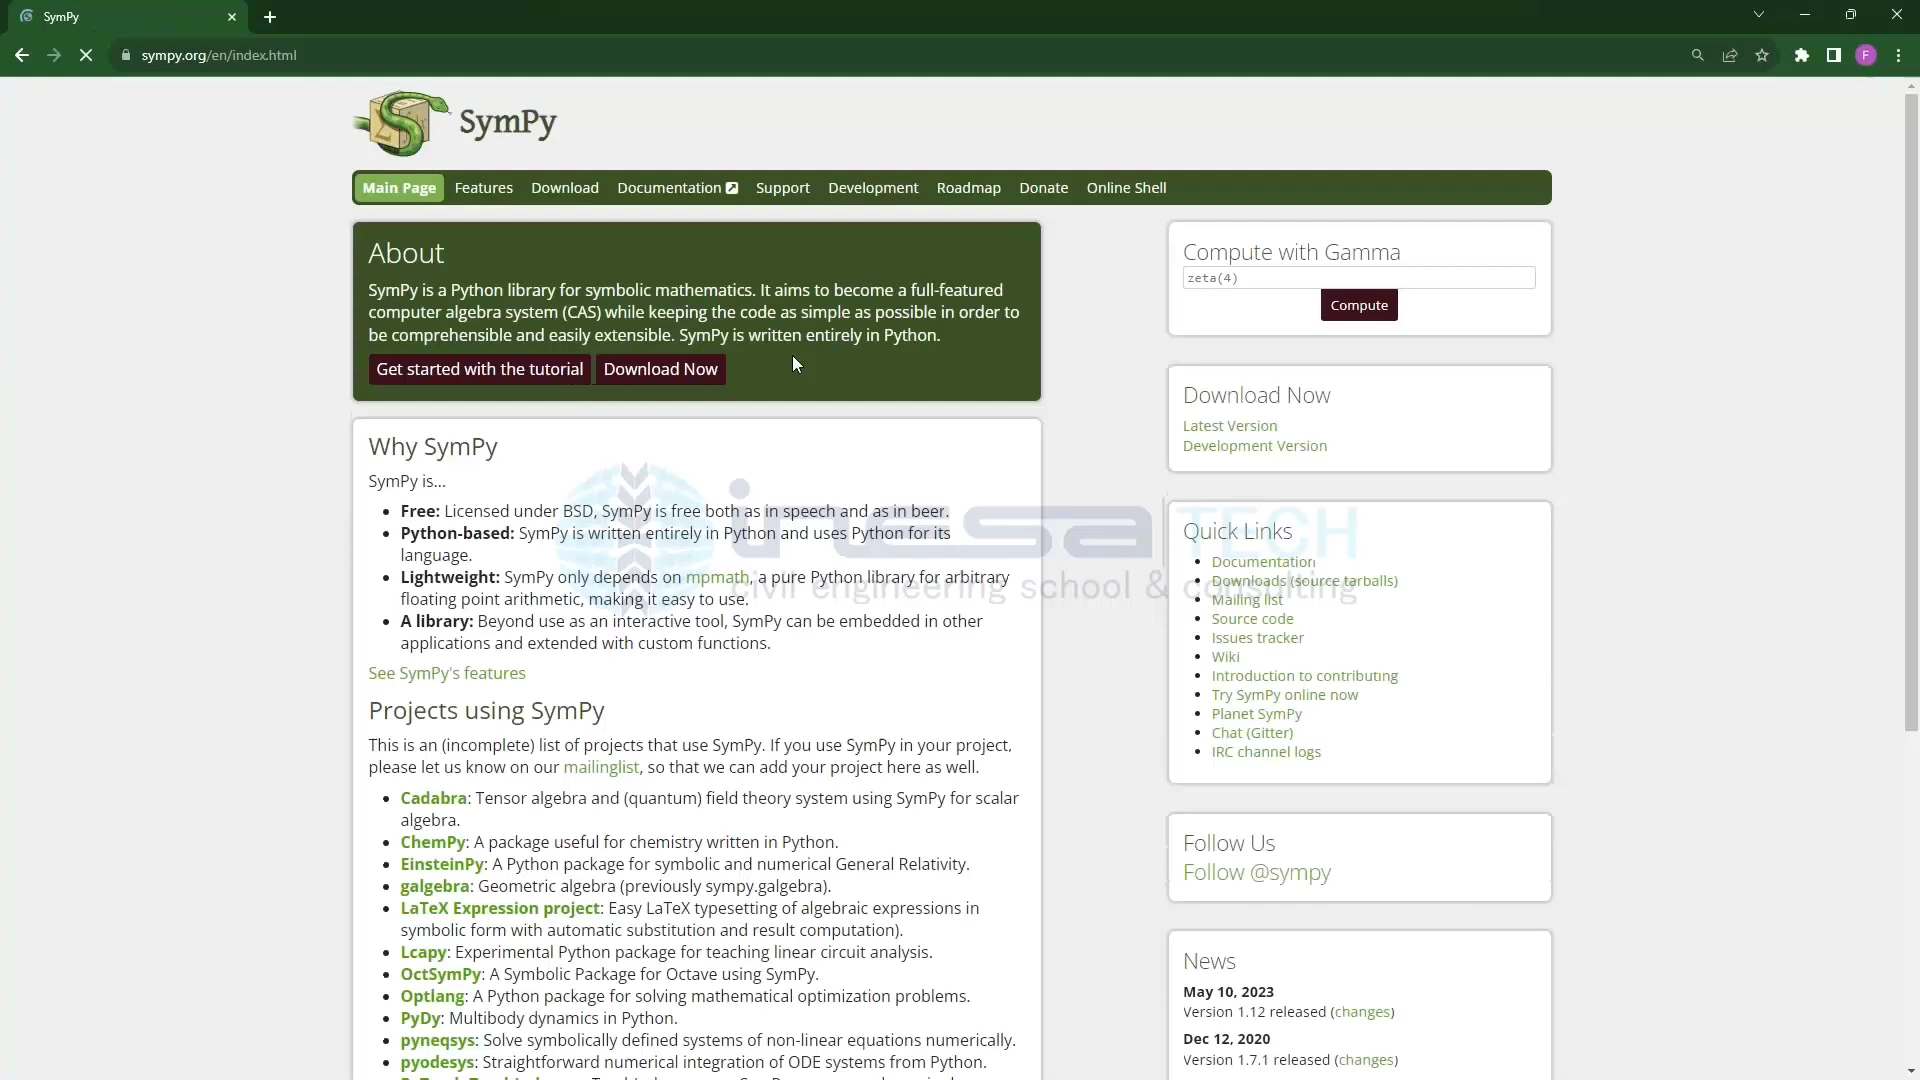 SymPy
sympy.org/en/index.html
F
SymPy
Main Page Features Download Documentation Support Development Roadmap Donate Online Shell
About
SymPy is a Python library for symbolic mathematics. It aims to become a full-featured
computer algebra system (CAS) while keeping the code as simple as possible in order to
be comprehensible and easily extensible. SymPy is written entirely in Python.
Get started with the tutorial Download Now
Why SymPy
SymPy is...
Free: Licensed under BSD, SymPy is free both as in speech and as in beer.
Python-based: SymPy is written entirely in Python and uses Python for its
language.
Lightweight: SymPy only depends on mpmath, a pure Python library for arbitrary
floating point arithmetic, making it easy to use.
A library: Beyond use as an interactive tool, SymPy can be embedded in other
applications and extended with custom functions.
See SymPy's features
Projects using SymPy
This is an (incomplete) list of projects that use SymPy. If you use SymPy in your project,
please let us know on our mailinglist, so that we can add your project here as well.
Cadabra: Tensor algebra and (quantum) field theory system using SymPy for scalar
algebra.
ChemPy: A package useful for chemistry written in Python.
EinsteinPy: A Python package for symbolic and numerical General Relativity.
galgebra: Geometric algebra (previously sympy.galgebra).
LaTeX Expression project: Easy LaTeX typesetting of algebraic expressions in
symbolic form with automatic substitution and result computation).
Lcapy: Experimental Python package for teaching linear circuit analysis.
OctSymPy: A Symbolic Package for Octave using SymPy.
Optlang: A Python package for solving mathematical optimization problems.
PyDy: Multibody dynamics in Python.
pyneqsys: Solve symbolically defined systems of non-linear equations numerically.
pyodesys: Straightforward numerical integration of ODE systems from Python.
Compute with Gamma
zeta(4)
Compute
Download Now
Latest Version
Development Version
Quick Links
Documentation
Downloads (source tarballs)
Mailing list
Source code
Issues tracker
Wiki
Introduction to contributing
Try SymPy online now
Planet SymPy
Chat (Gitter)
IRC channel logs
Follow Us
Follow @sympy
News
May 10, 2023
Version 1.12 released (changes)
Dec 12, 2020
Version 1.7.1 released (changes)
inesa TECH
civil engineering school & consulting